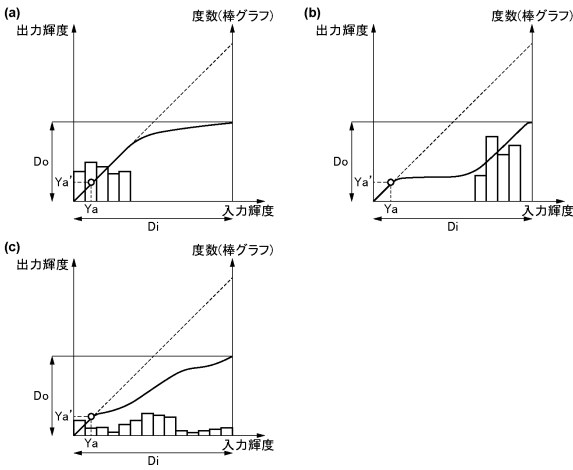 (a)
出力輝度
度数(棒グラフ)
Do
Ya'
Ya
入力輝度
Di
(b)
出力輝度
度数(棒グラフ)
Do
Ya'
Ya
入力輝度
Di
(c)
出力輝度
度数(棒グラフ)
Do
Ya'
Ya
入力輝度
Di